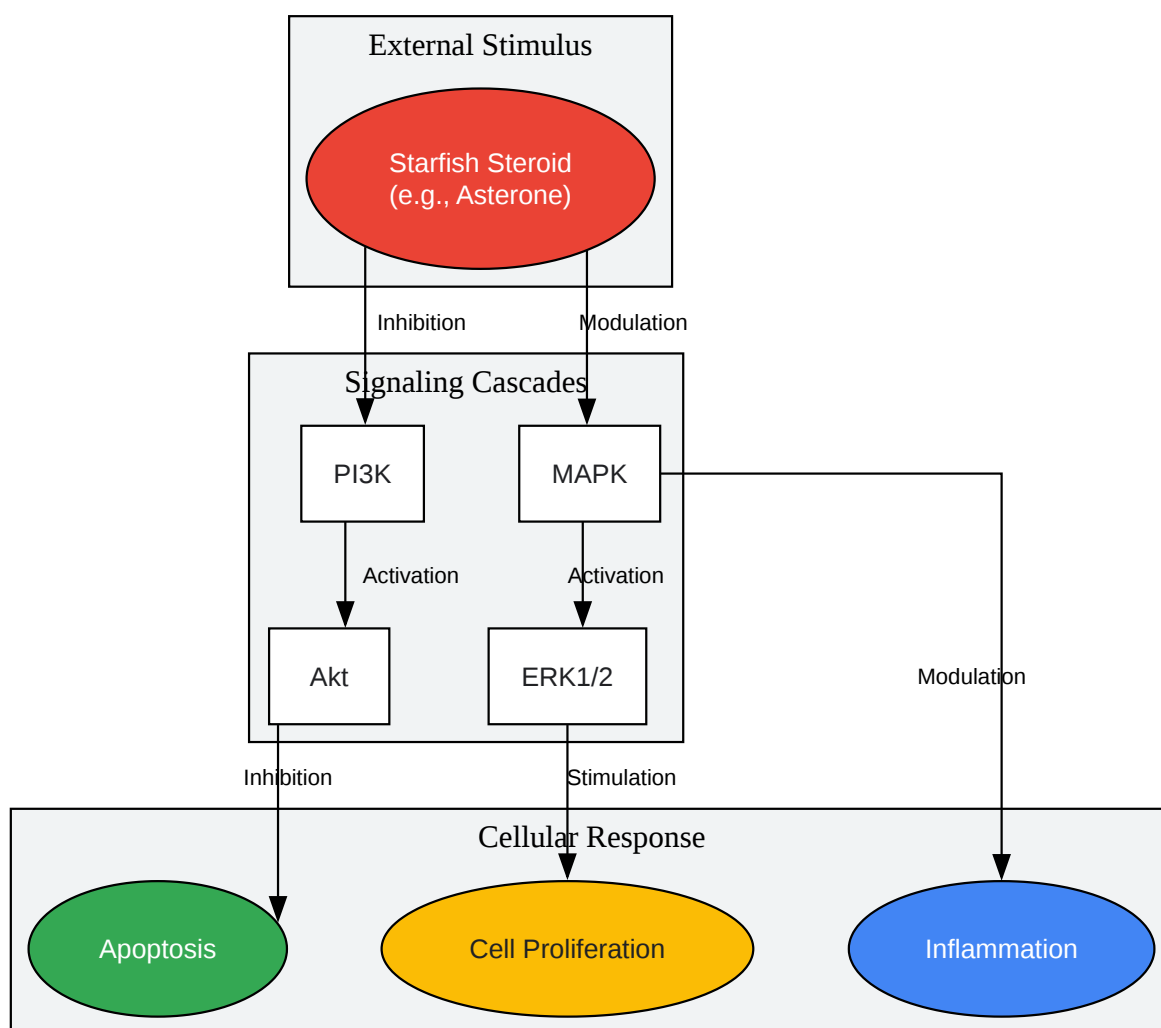 External Stimulus
Starfish Steroid
(e.g., Asterone)
Inhibition
Modulation
Signaling Cascades
PI3K
MAPK
Activation
Activation
Akt
ERK1/2
Modulation
Inhibition
Stimulation
Cellular Response
Apoptosis
Cell Proliferation
Inflammation